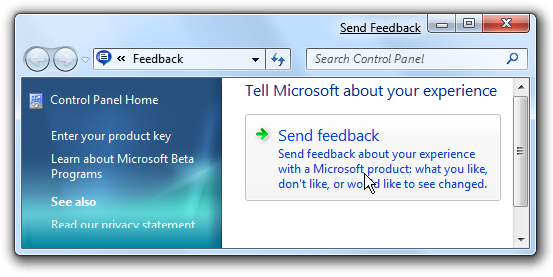 Send Feedback
« Feedback
Search Control Panel
Control Panel Home
Enter your product key
Learn about Microsoft Beta
Programs
See also
Read our privacy statement
Tell Microsoft about your experience
Send feedback
Send feedback about your experience
with a Microsoft product: what you like,
don't like, or would like to see changed.